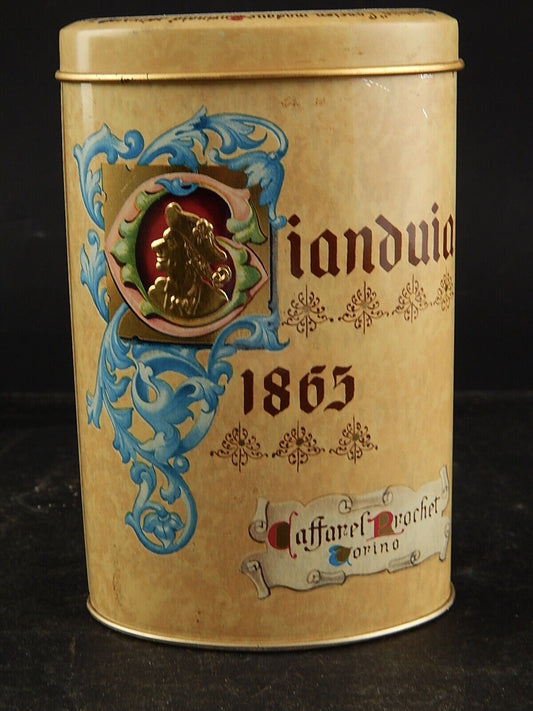 Gianduia
1865
Caffarel Prochet
Torino